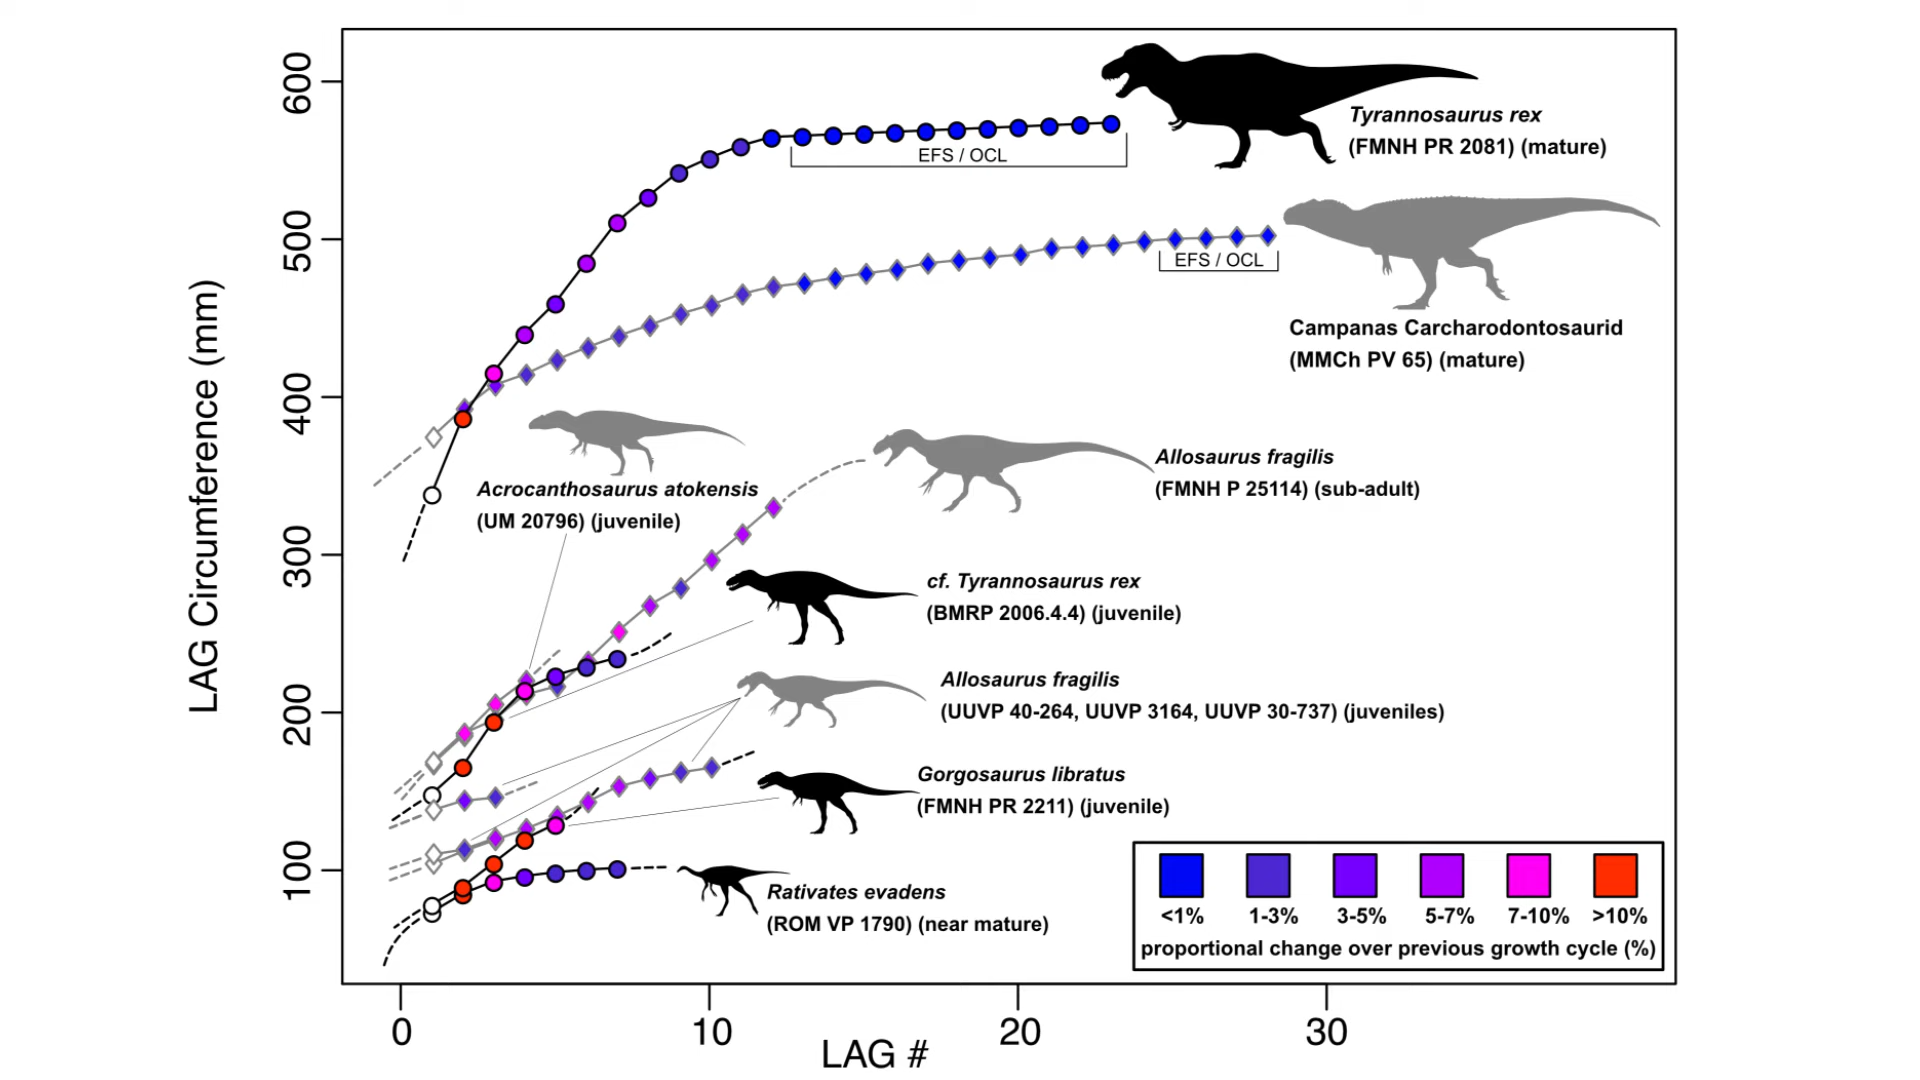 600
Tyrannosaurus rex
(FMNH PR 2081) (mature)
EFS / OCL
500
EFS / OCL
Campanas Carcharodontosaurid
(MMCh PV 65) (mature)
400
Allosaurus fragilis
(FMNH P 25114) (sub-adult)
Acrocanthosaurus atokensis
(UM 20796) (juvenile)
300
cf. Tyrannosaurus rex
(BMRP 2006.4.4) (juvenile)
LAG Circumference (mm)
200
Allosaurus fragilis
(UUVP 40-264, UUVP 3164, UUVP 30-737) (juveniles)
Gorgosaurus libratus
(FMNH PR 2211) (juvenile)
100
Rativates evadens
(ROM VP 1790) (near mature)
<1% 1-3% 3-5% 5-7% 7-10% >10%
proportional change over previous growth cycle (%)
0 10 20 30
LAG #